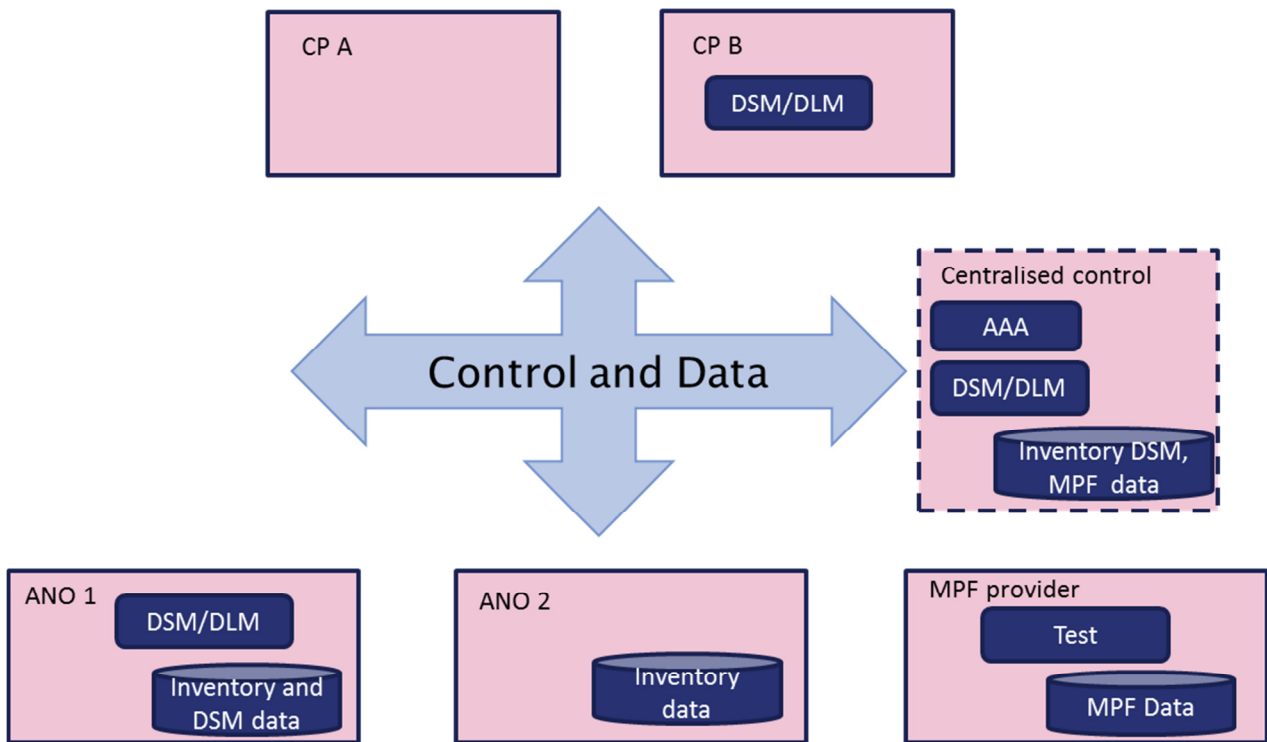 CP A
CP B
DSM/DLM
Centralised control
AAA
DSM/DLM
Inventory DSM,
MPF data
Control and Data
ANO 1
DSM/DLM
Inventory and
DSM data
ANO 2
Inventory
data
MPF provider
Test
MPF Data